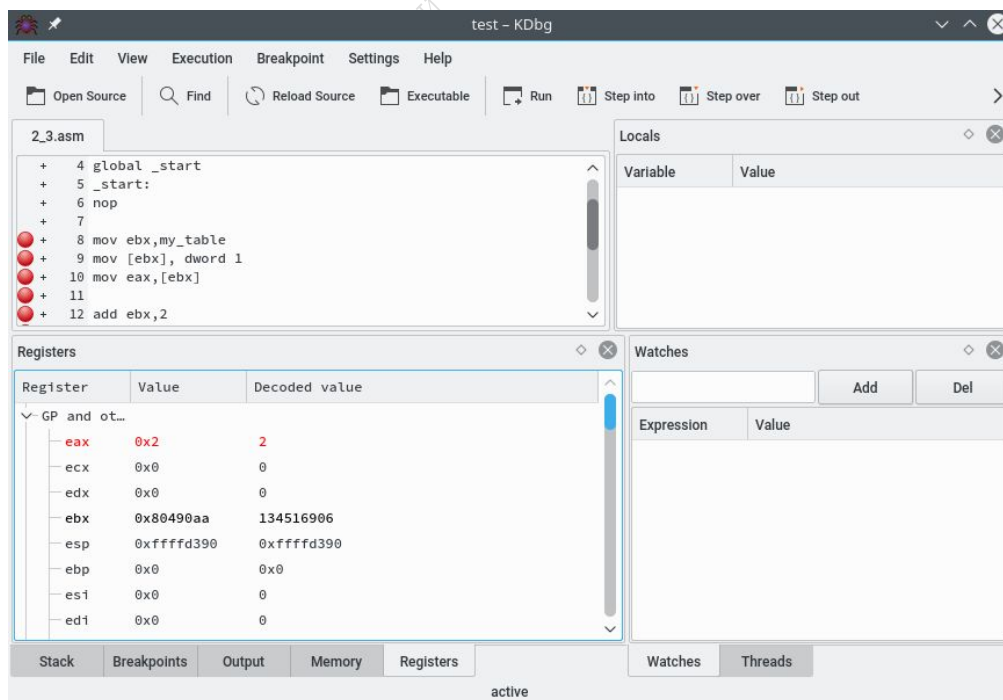 test – KDbg
File Edit View Execution Breakpoint Settings Help
Open Source Find Reload Source Executable Run Step into Step over Step out
2_3.asm
+ 4 global _start
+ 5 _start:
+ 6 nop
+ 7
+ 8 mov ebx,my_table
+ 9 mov [ebx], dword 1
+ 10 mov eax,[ebx]
+ 11
+ 12 add ebx,2
Locals
Variable Value
Registers
Register Value Decoded value
GP and ot...
eax 0x2 2
ecx 0x0 0
edx 0x0 0
ebx 0x80490aa 134516906
esp 0xffffd390 0xffffd390
ebp 0x0 0x0
esi 0x0 0
edi 0x0 0
Watches
Add Del
Expression Value
Stack Breakpoints Output Memory Registers
Watches Threads
active